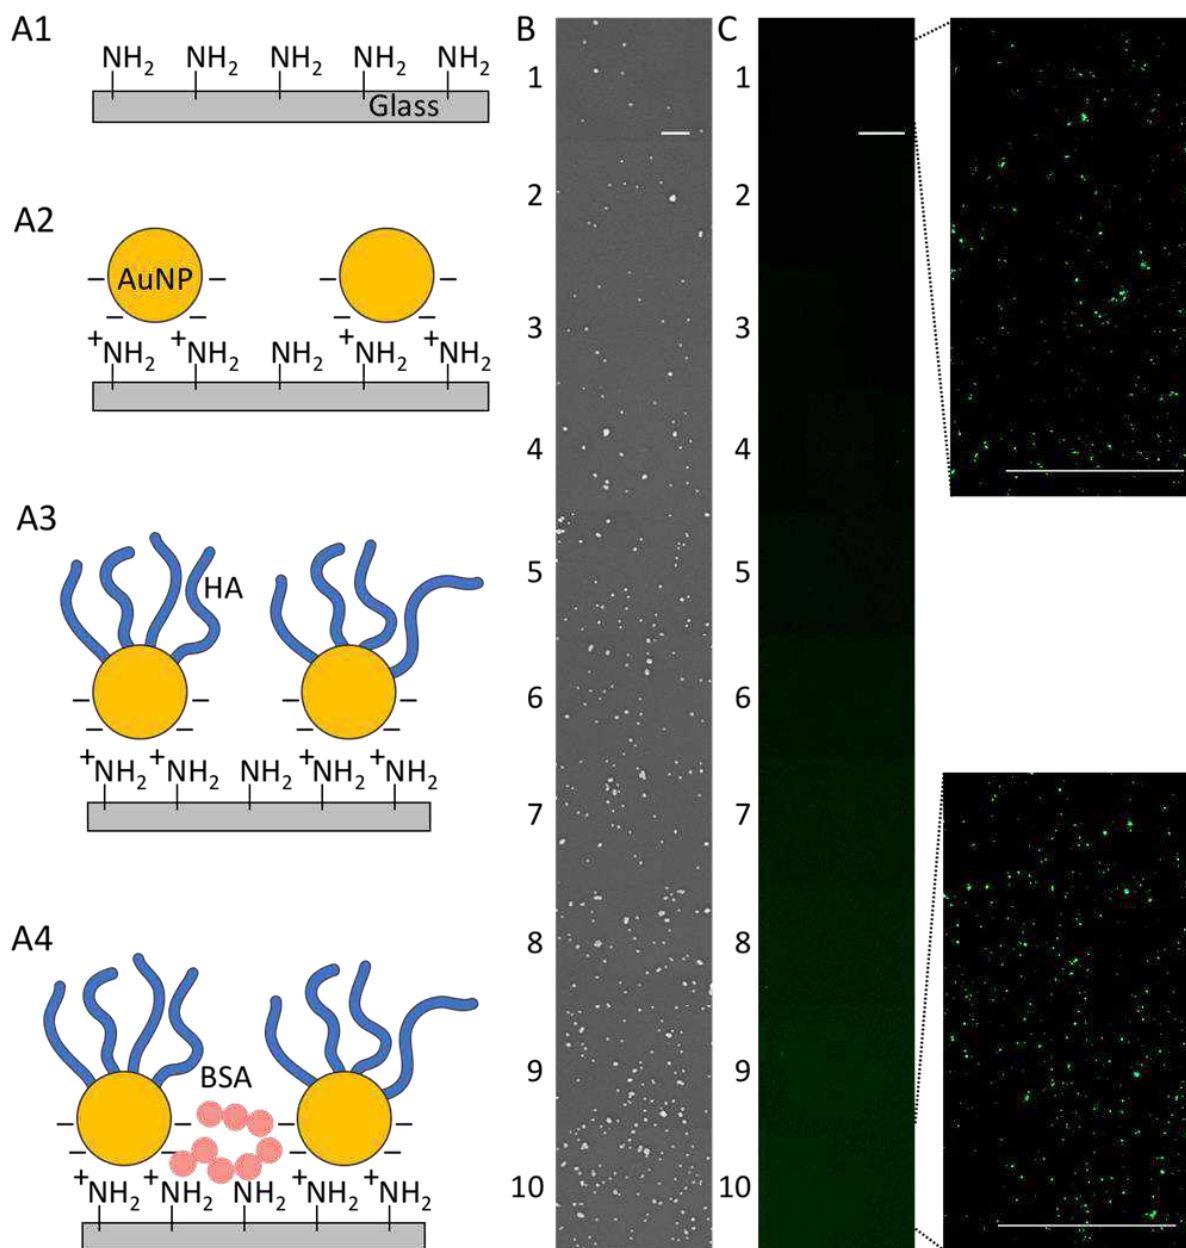 A1
NH2 NH2 NH2 NH2 NH2
Glass
A2
AuNP
– – – –
– – – –
+NH2 +NH2 NH2 +NH2 +NH2
A3
HA
– – – –
– – – –
+NH2 +NH2 NH2 +NH2 +NH2
A4
BSA
– – – –
– – – –
+NH2 +NH2 NH2 +NH2 +NH2
B
1
2
3
4
5
6
7
8
9
10
C
1
2
3
4
5
6
7
8
9
10